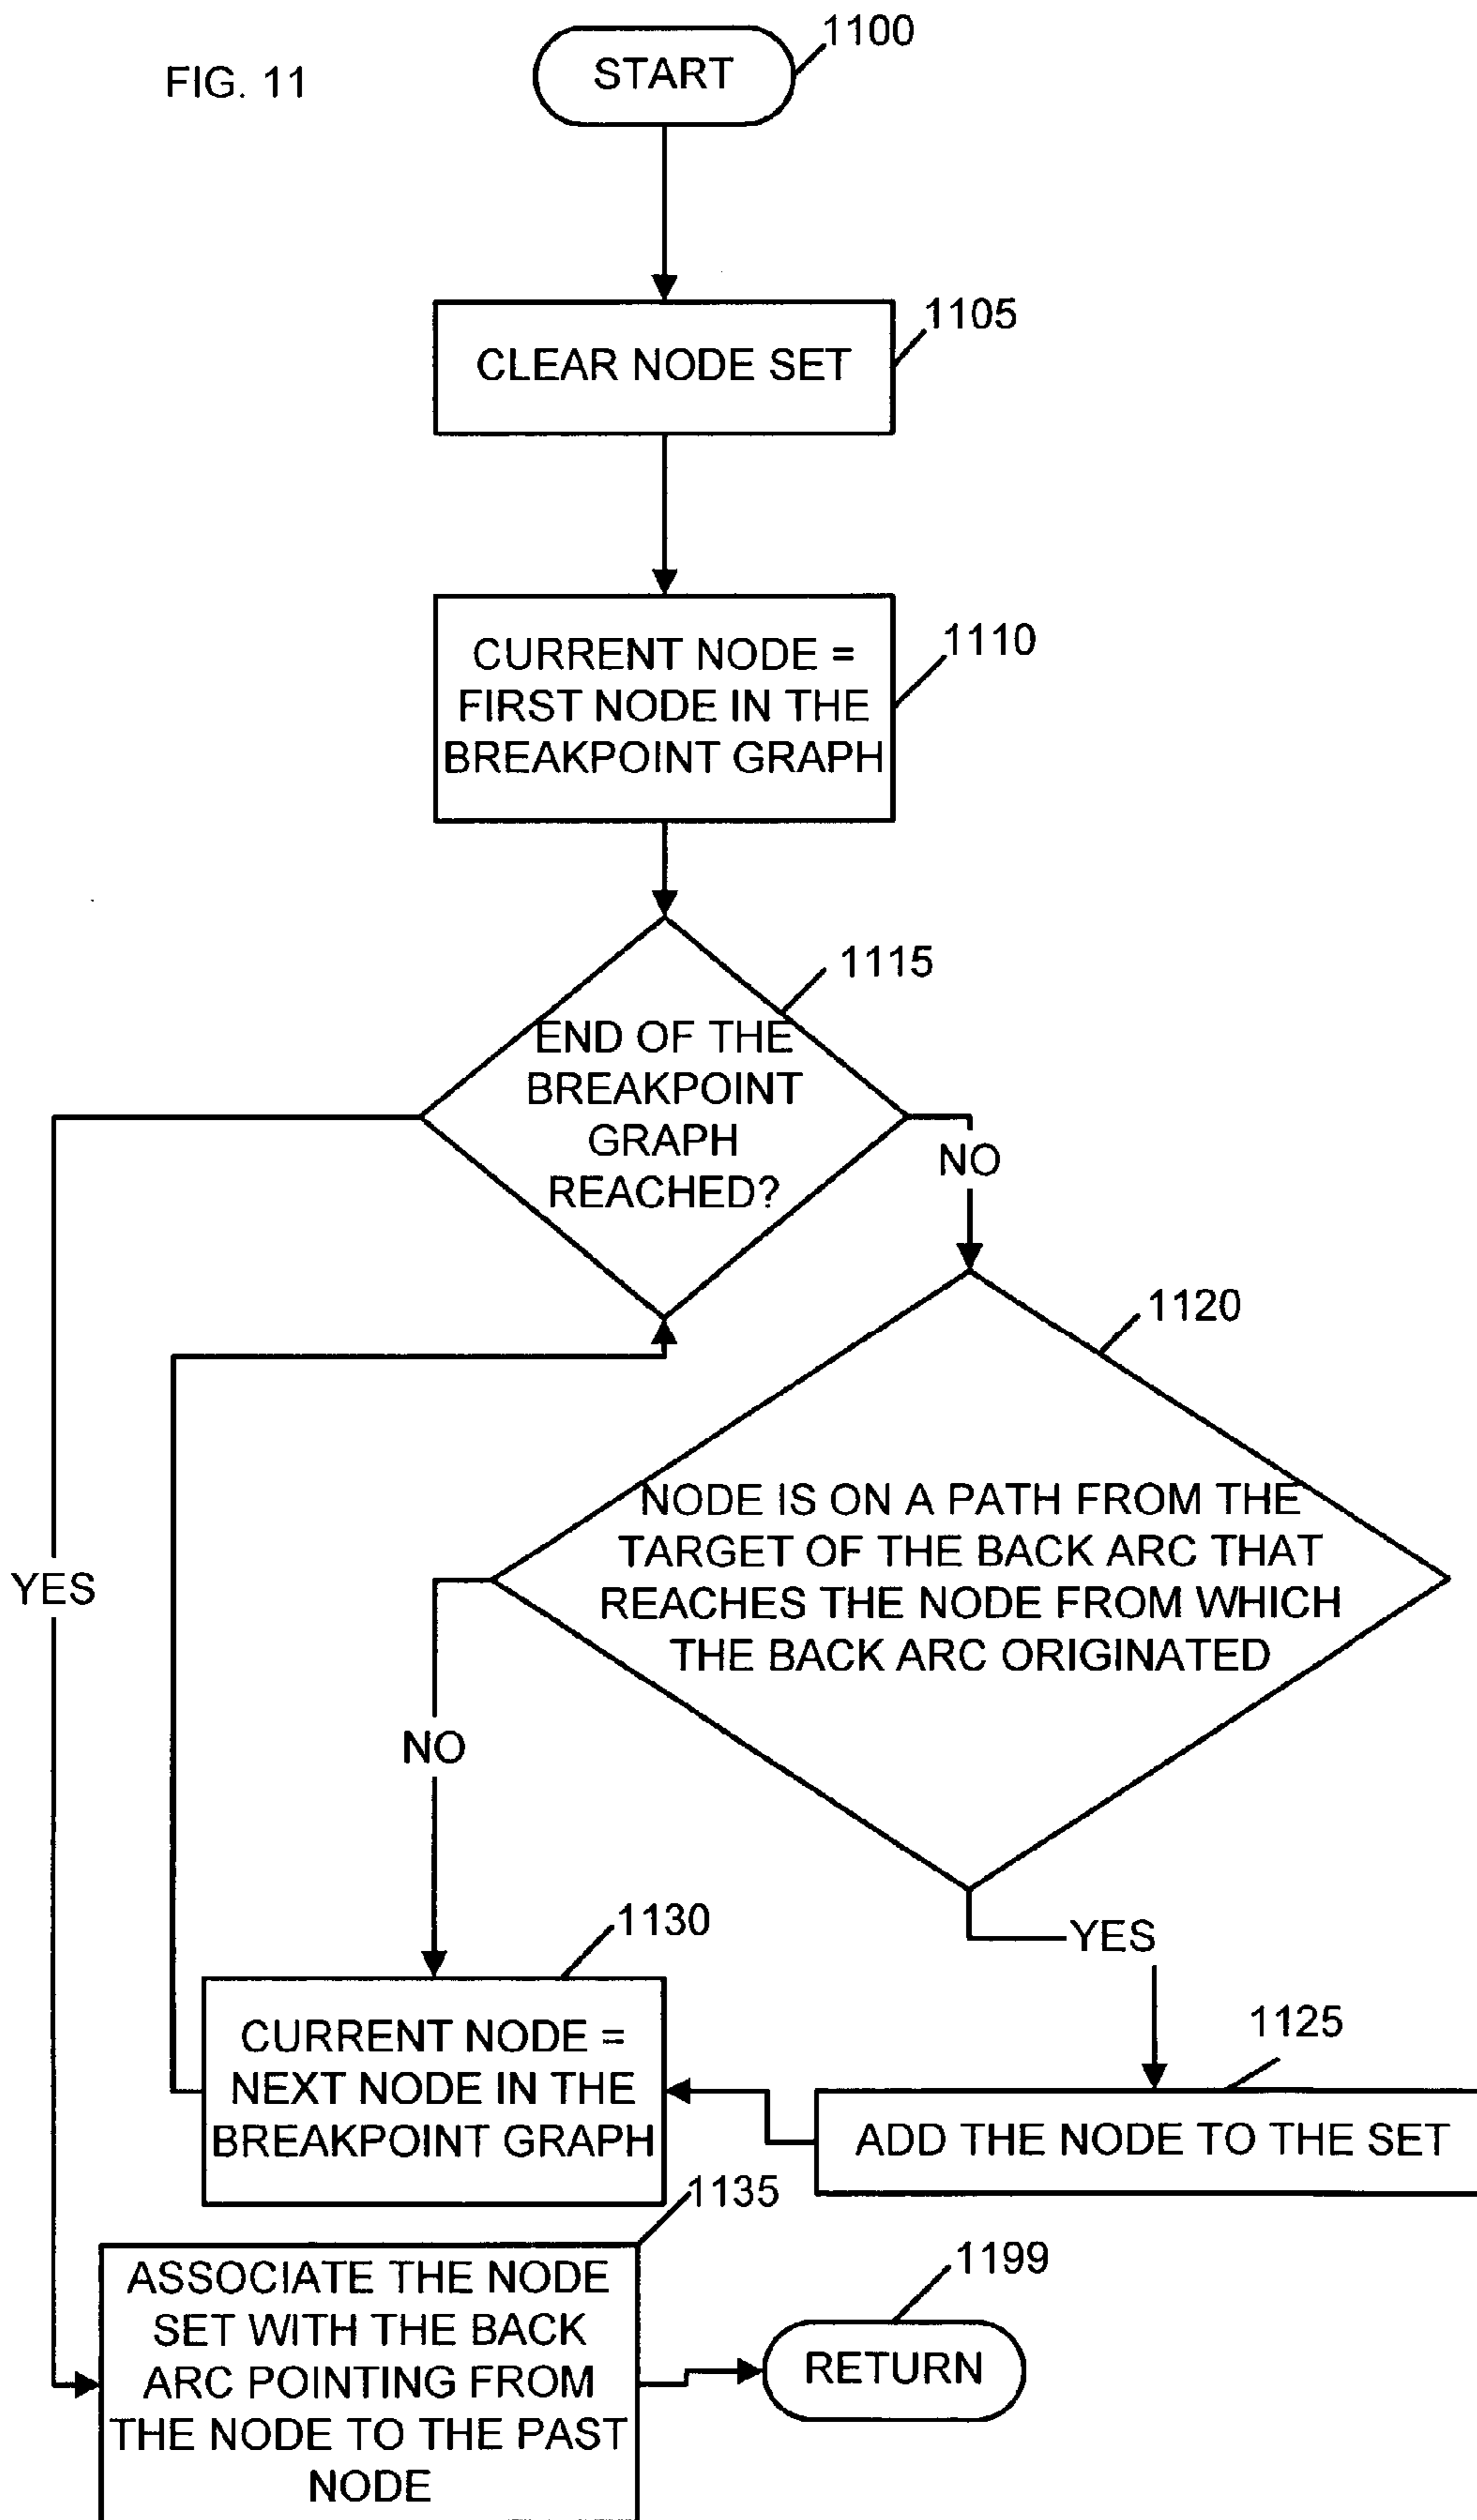 FIG. 11
1100
START
1105
CLEAR NODE SET
1110
CURRENT NODE =
FIRST NODE IN THE
BREAKPOINT GRAPH
1115
END OF THE
BREAKPOINT
GRAPH
REACHED?
NO
1120
NODE IS ON A PATH FROM THE
TARGET OF THE BACK ARC THAT
REACHES THE NODE FROM WHICH
THE BACK ARC ORIGINATED
YES
NO
YES
1130
CURRENT NODE =
NEXT NODE IN THE
BREAKPOINT GRAPH
1125
ADD THE NODE TO THE SET
1135
ASSOCIATE THE NODE
SET WITH THE BACK
ARC POINTING FROM
THE NODE TO THE PAST
NODE
1199
RETURN